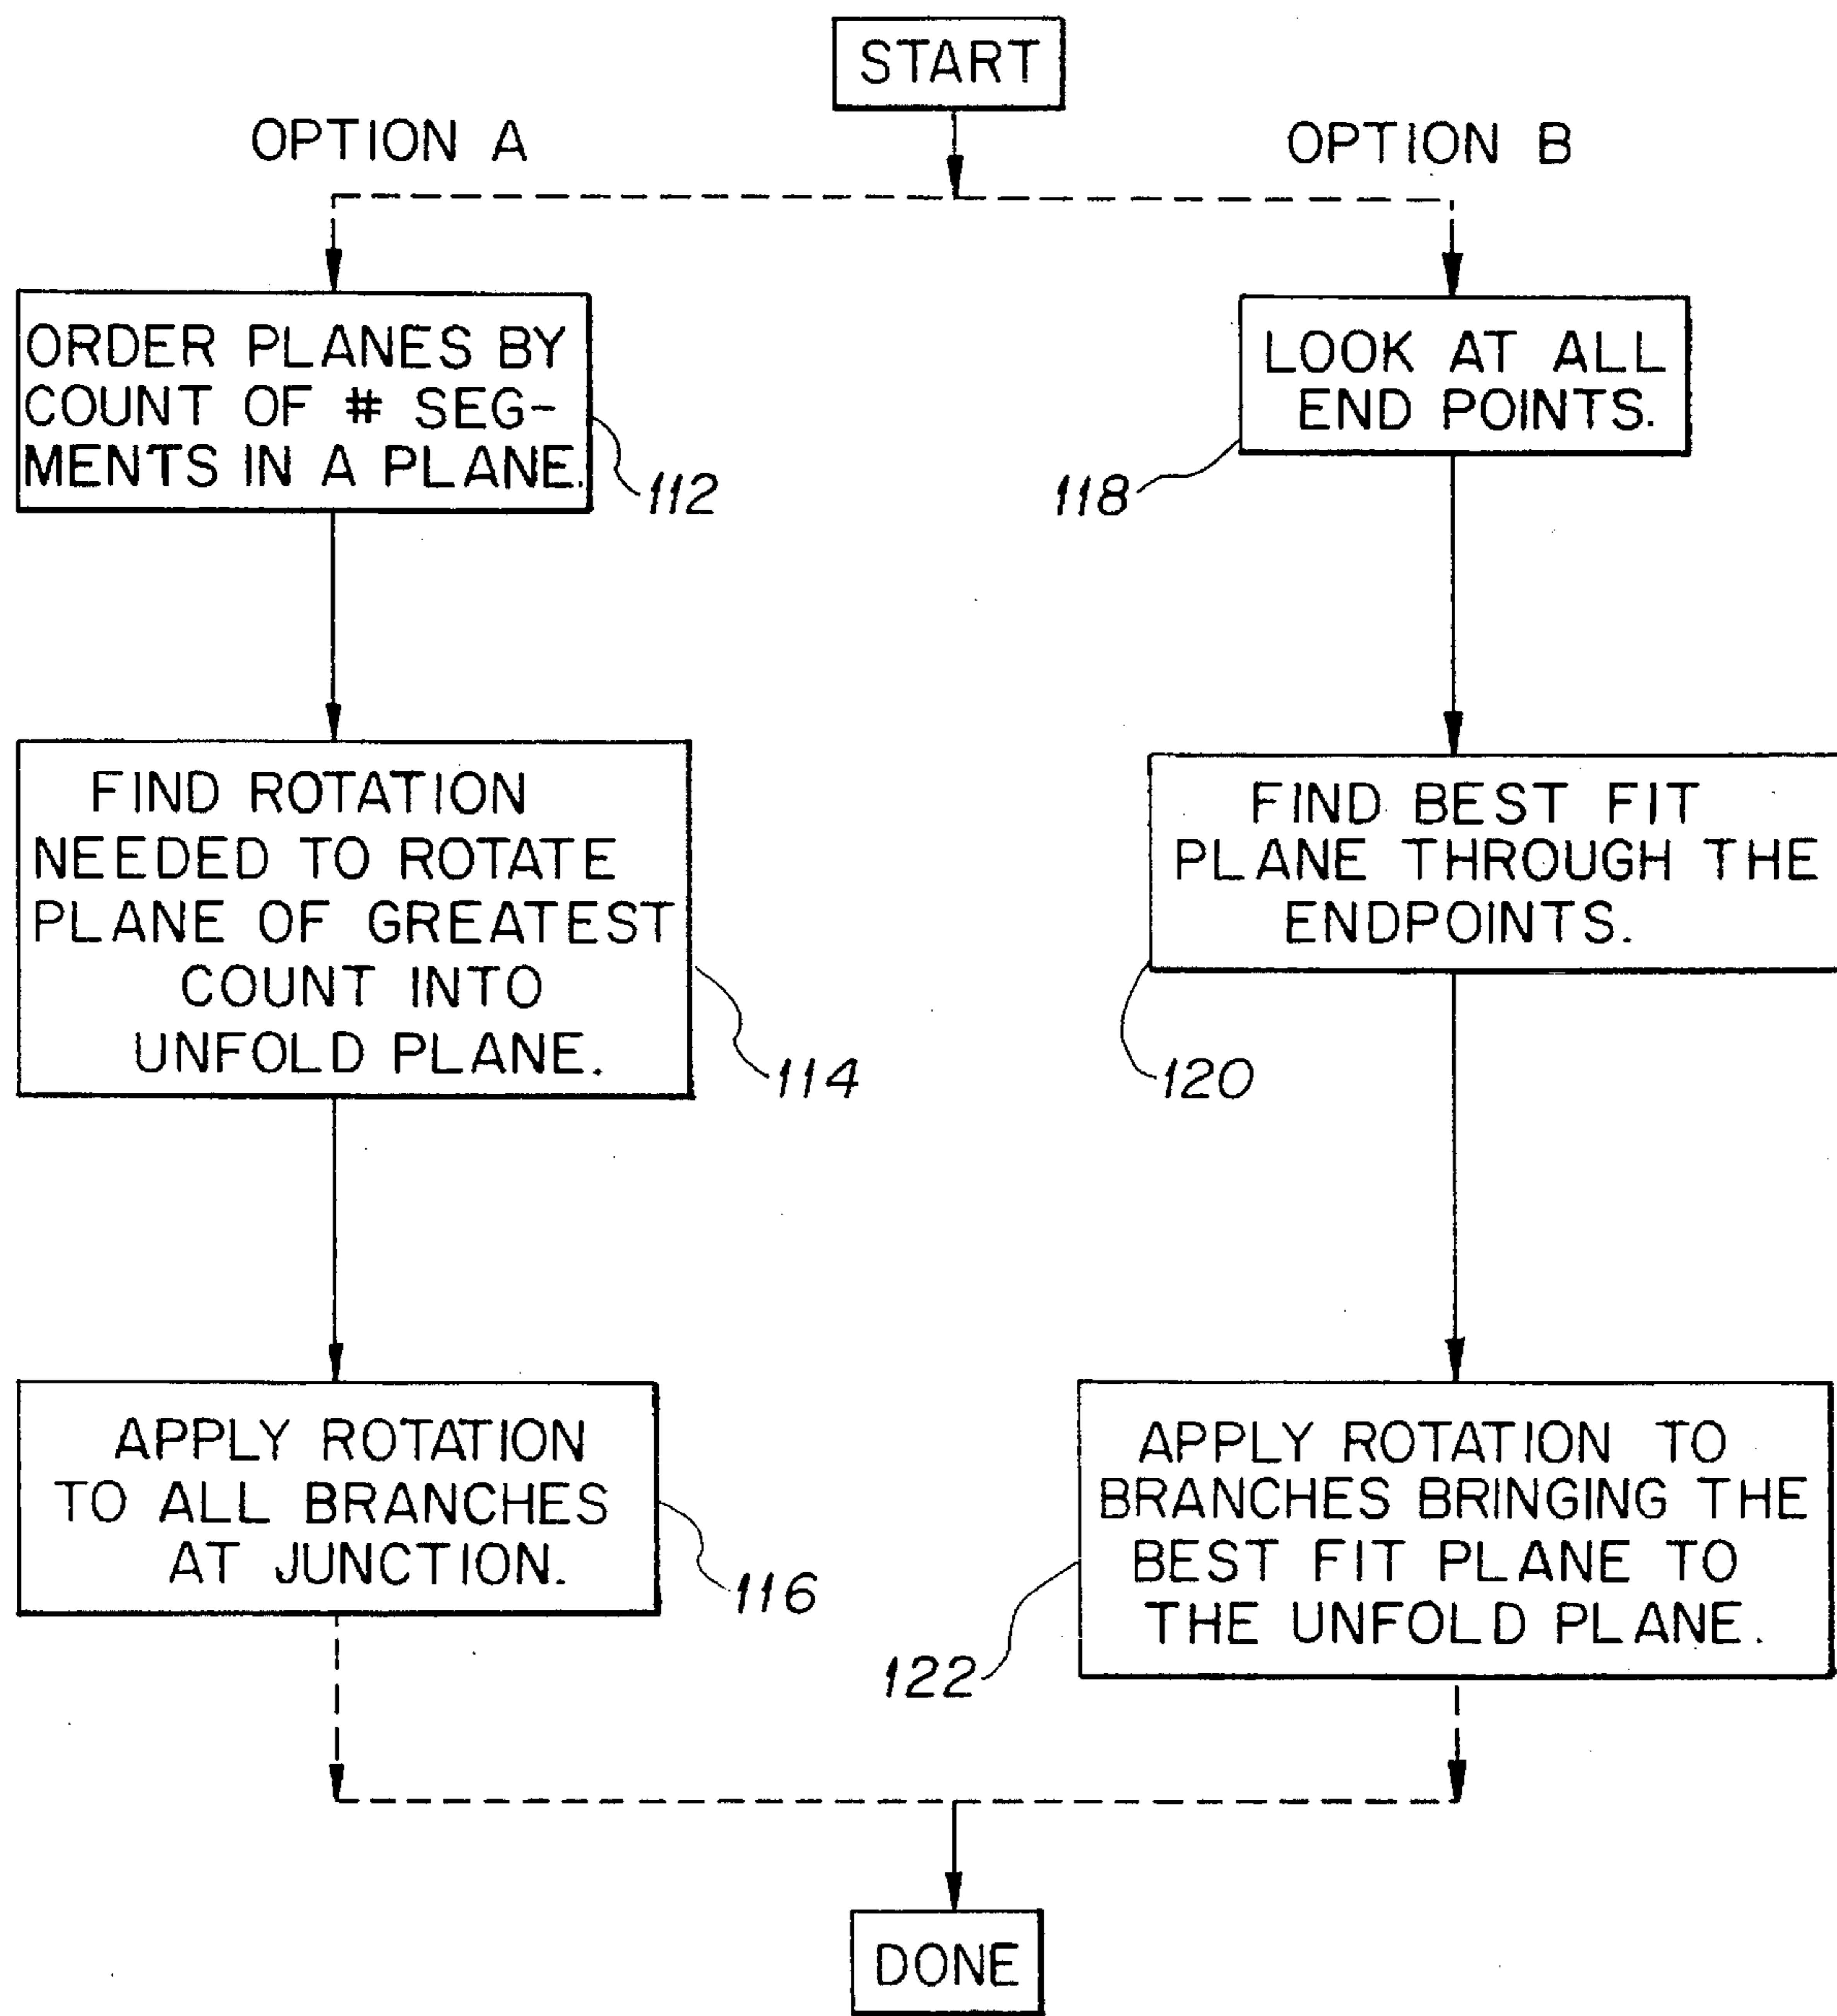 START
OPTION A
OPTION B
ORDER PLANES BY
COUNT OF # SEG-
MENTS IN A PLANE.
112
LOOK AT ALL
END POINTS.
118
FIND ROTATION
NEEDED TO ROTATE
PLANE OF GREATEST
COUNT INTO
UNFOLD PLANE.
114
FIND BEST FIT
PLANE THROUGH THE
ENDPOINTS.
120
APPLY ROTATION
TO ALL BRANCHES
AT JUNCTION.
116
APPLY ROTATION TO
BRANCHES BRINGING THE
BEST FIT PLANE TO
THE UNFOLD PLANE.
122
DONE